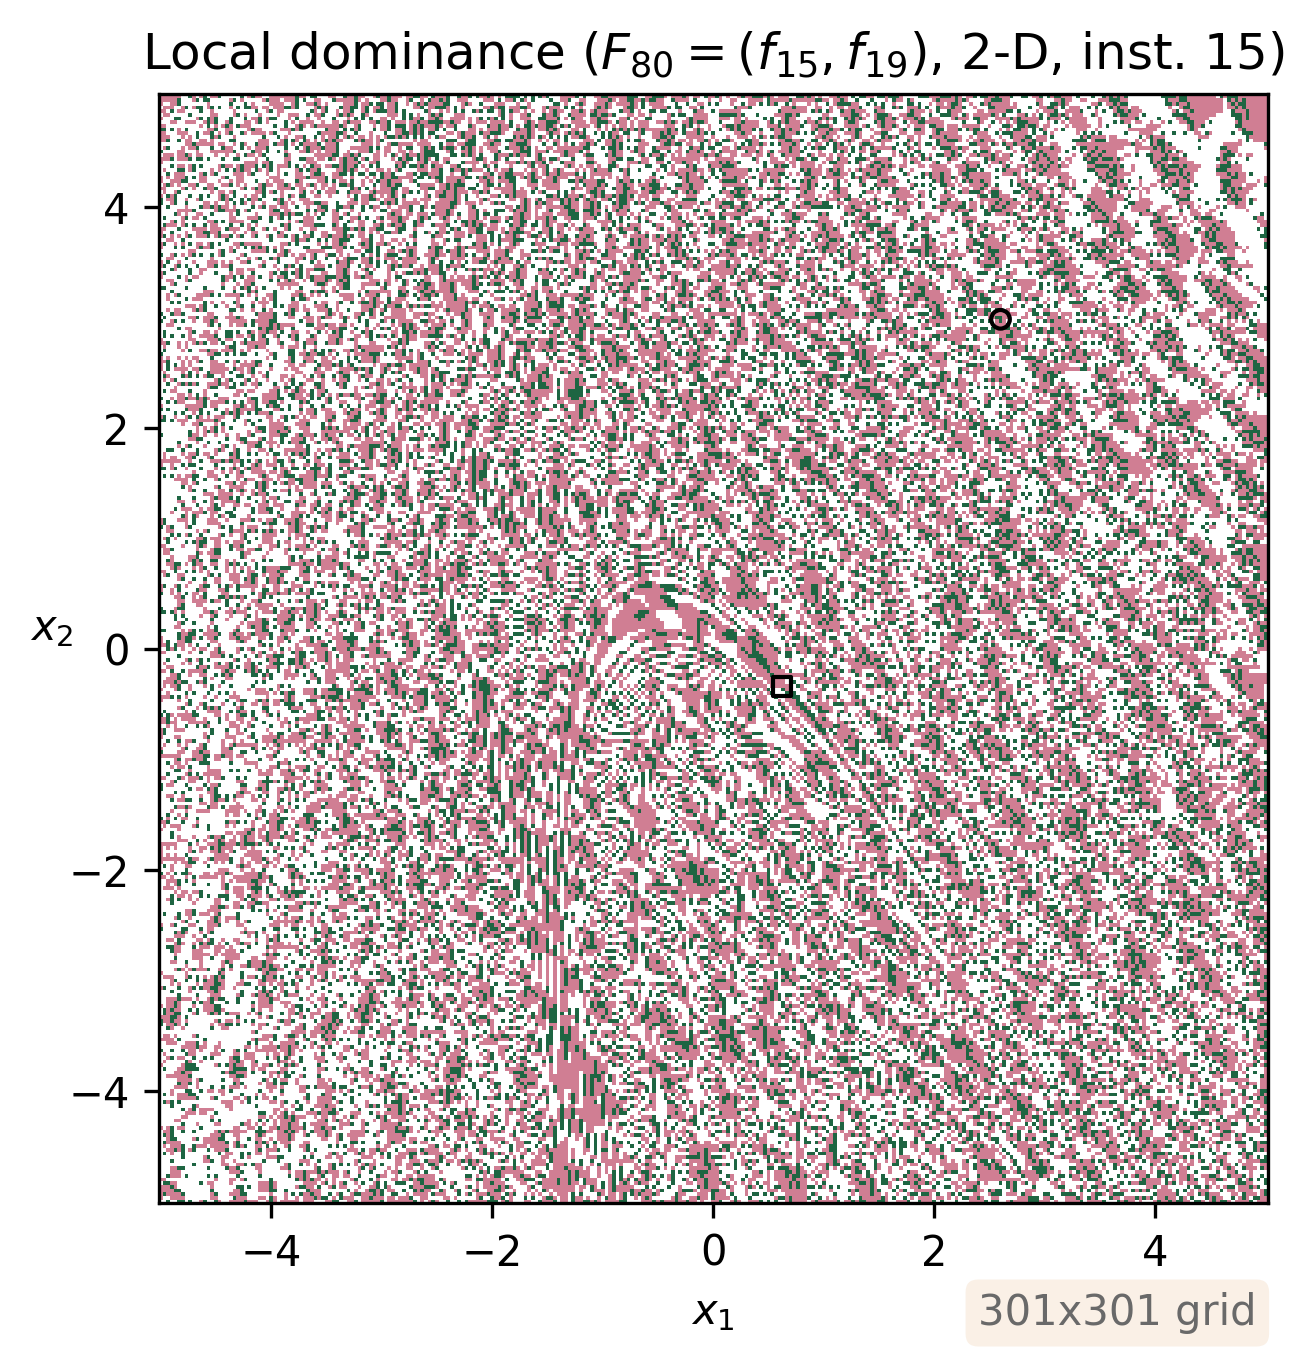 Local dominance (F₈₀ = (f₁₅, f₁₉), 2-D, inst. 15)
4
2
x₂
0
−2
−4
−4 −2 0 2 4
x₁
301x301 grid